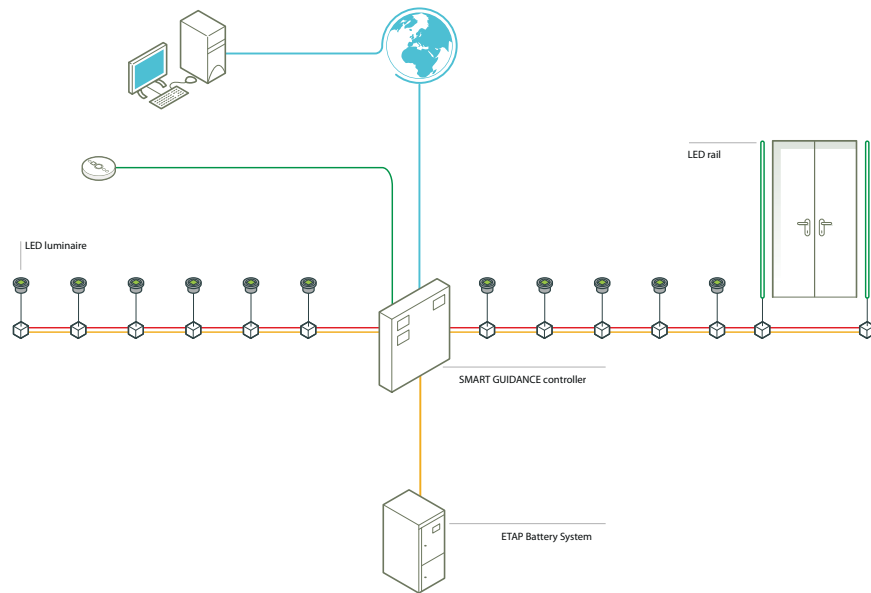 LED rail
LED luminaire
SMART GUIDANCE controller
ETAP Battery System